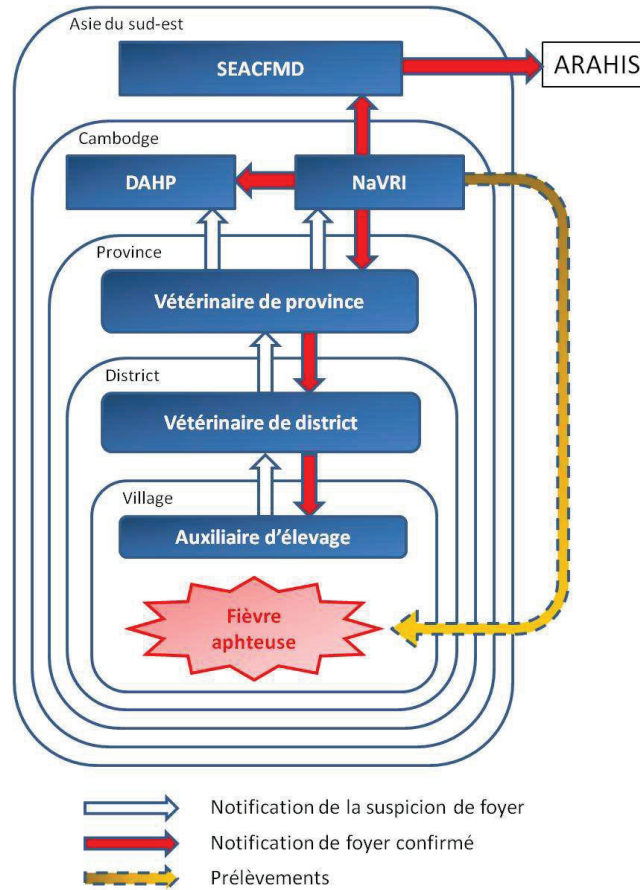 Asie du sud-est
SEACFMD
ARAHIS
Cambodge
DAHP
NaVRI
Province
Vétérinaire de province
District
Vétérinaire de district
Village
Auxiliaire d'élevage
Fièvre
aphteuse
Notification de la suspicion de foyer
Notification de foyer confirmé
Prélèvements